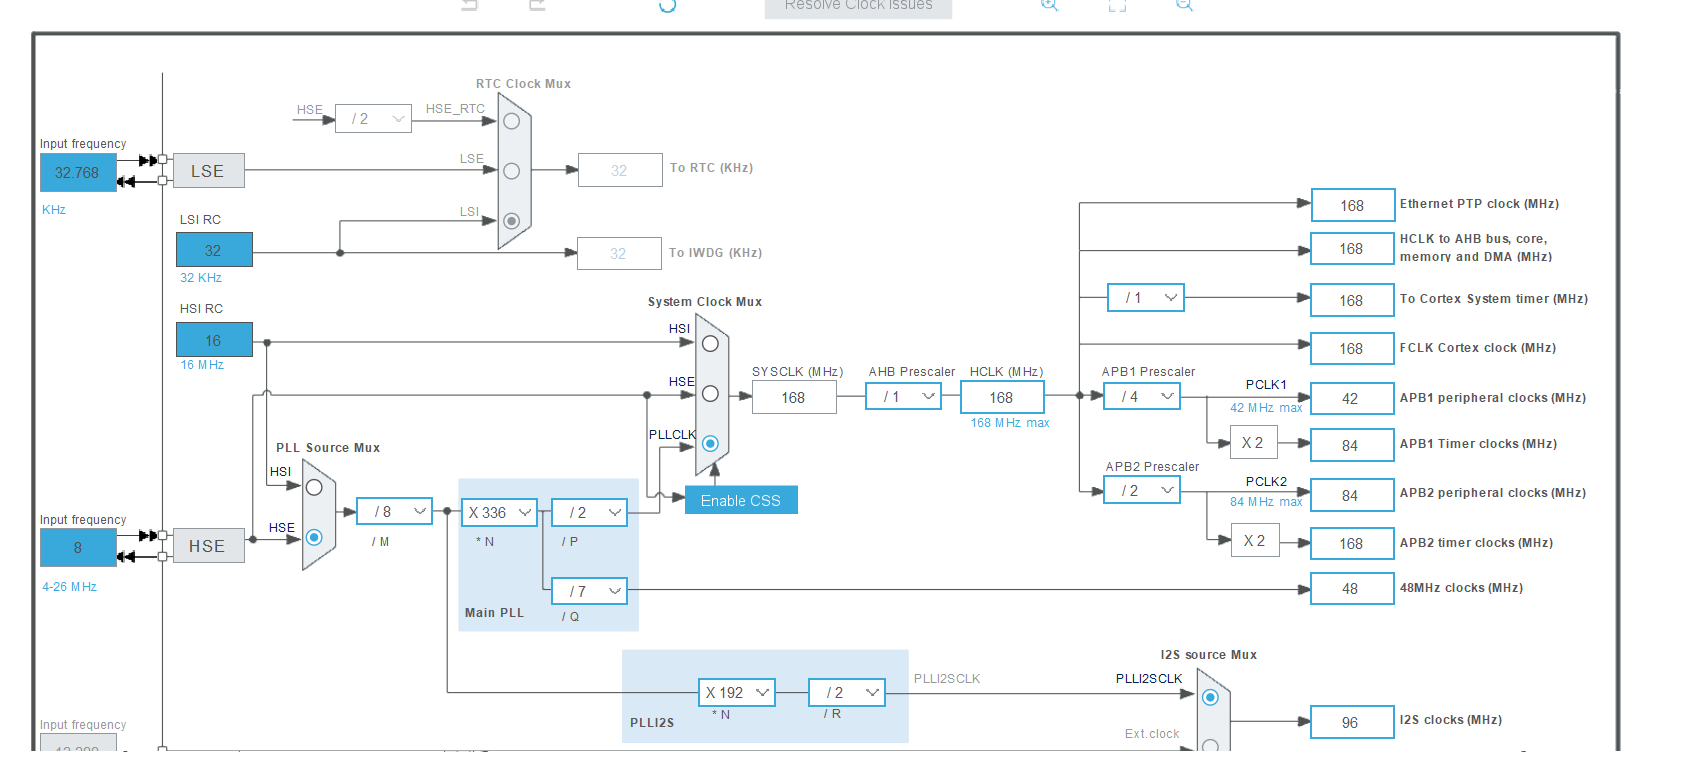 Resolve Clock Issues
RTC Clock Mux
HSE
/ 2
HSE_RTC
Input frequency
32.768
KHz
LSE
LSE
32
To RTC (KHz)
LSI RC
LSI
32
32 KHz
32
To IWDG (KHz)
168
Ethernet PTP clock (MHz)
168
HCLK to AHB bus, core,
memory and DMA (MHz)
/ 1
168
To Cortex System timer (MHz)
HSI RC
16
16 MHz
System Clock Mux
HSI
168
FCLK Cortex clock (MHz)
HSE
SYSCLK (MHz)
168
AHB Prescaler
/ 1
HCLK (MHz)
168
168 MHz max
APB1 Prescaler
/ 4
PCLK1
42 MHz max
42
APB1 peripheral clocks (MHz)
X 2
84
APB1 Timer clocks (MHz)
PLLCLK
PLL Source Mux
HSI
Enable CSS
APB2 Prescaler
/ 2
PCLK2
84 MHz max
84
APB2 peripheral clocks (MHz)
X 2
168
APB2 timer clocks (MHz)
Input frequency
8
4-26 MHz
HSE
HSE
/ 8
/ M
X 336
* N
/ 2
/ P
/ 7
/ Q
Main PLL
48
48MHz clocks (MHz)
I2S source Mux
X 192
* N
/ 2
/ R
PLLI2S
PLLI2SCLK
PLLI2SCLK
96
I2S clocks (MHz)
Input frequency
Ext.clock